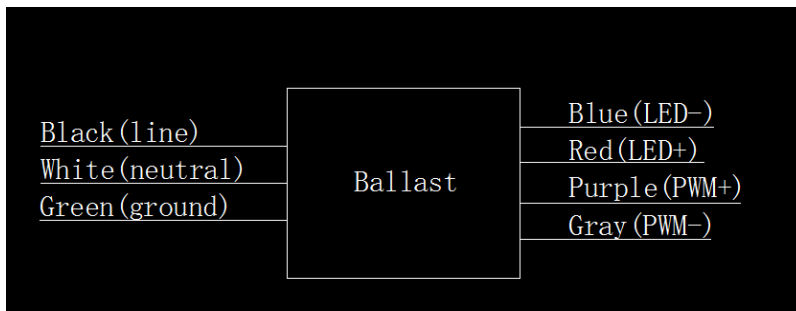 Black(line)
White(neutral)
Green(ground)
Ballast
Blue(LED-)
Red(LED+)
Purple(PWM+)
Gray(PWM-)